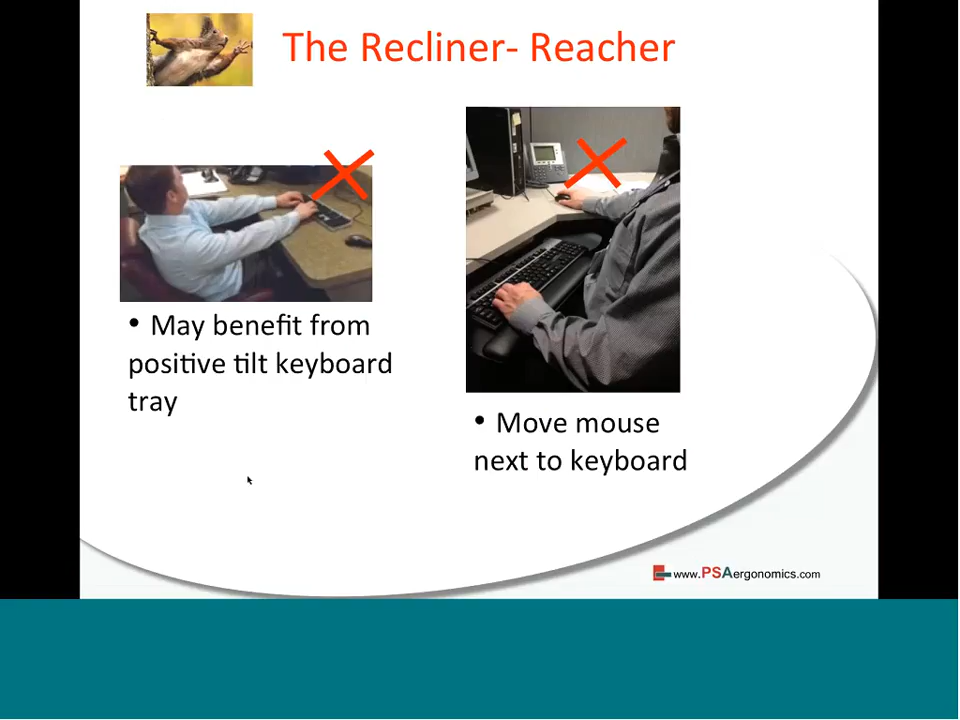 The Recliner- Reacher
• May benefit from
positive tilt keyboard
tray
• Move mouse
next to keyboard
www.PSAergonomics.com